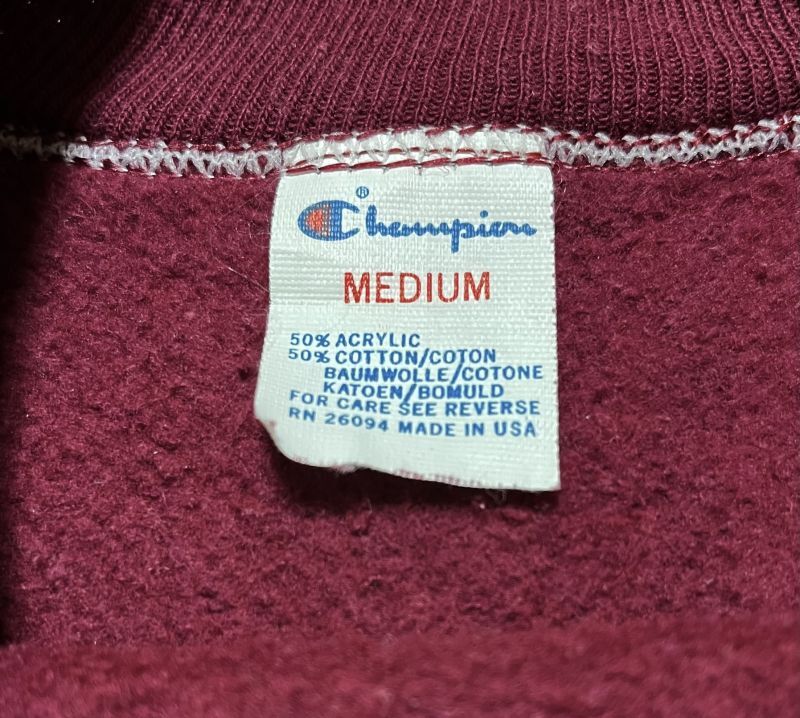 ®
Champion
MEDIUM
50% ACRYLIC
50% COTTON/COTON
BAUMWOLLE/COTONE
KATOEN/BOMULD
FOR CARE SEE REVERSE
RN 26094 MADE IN USA